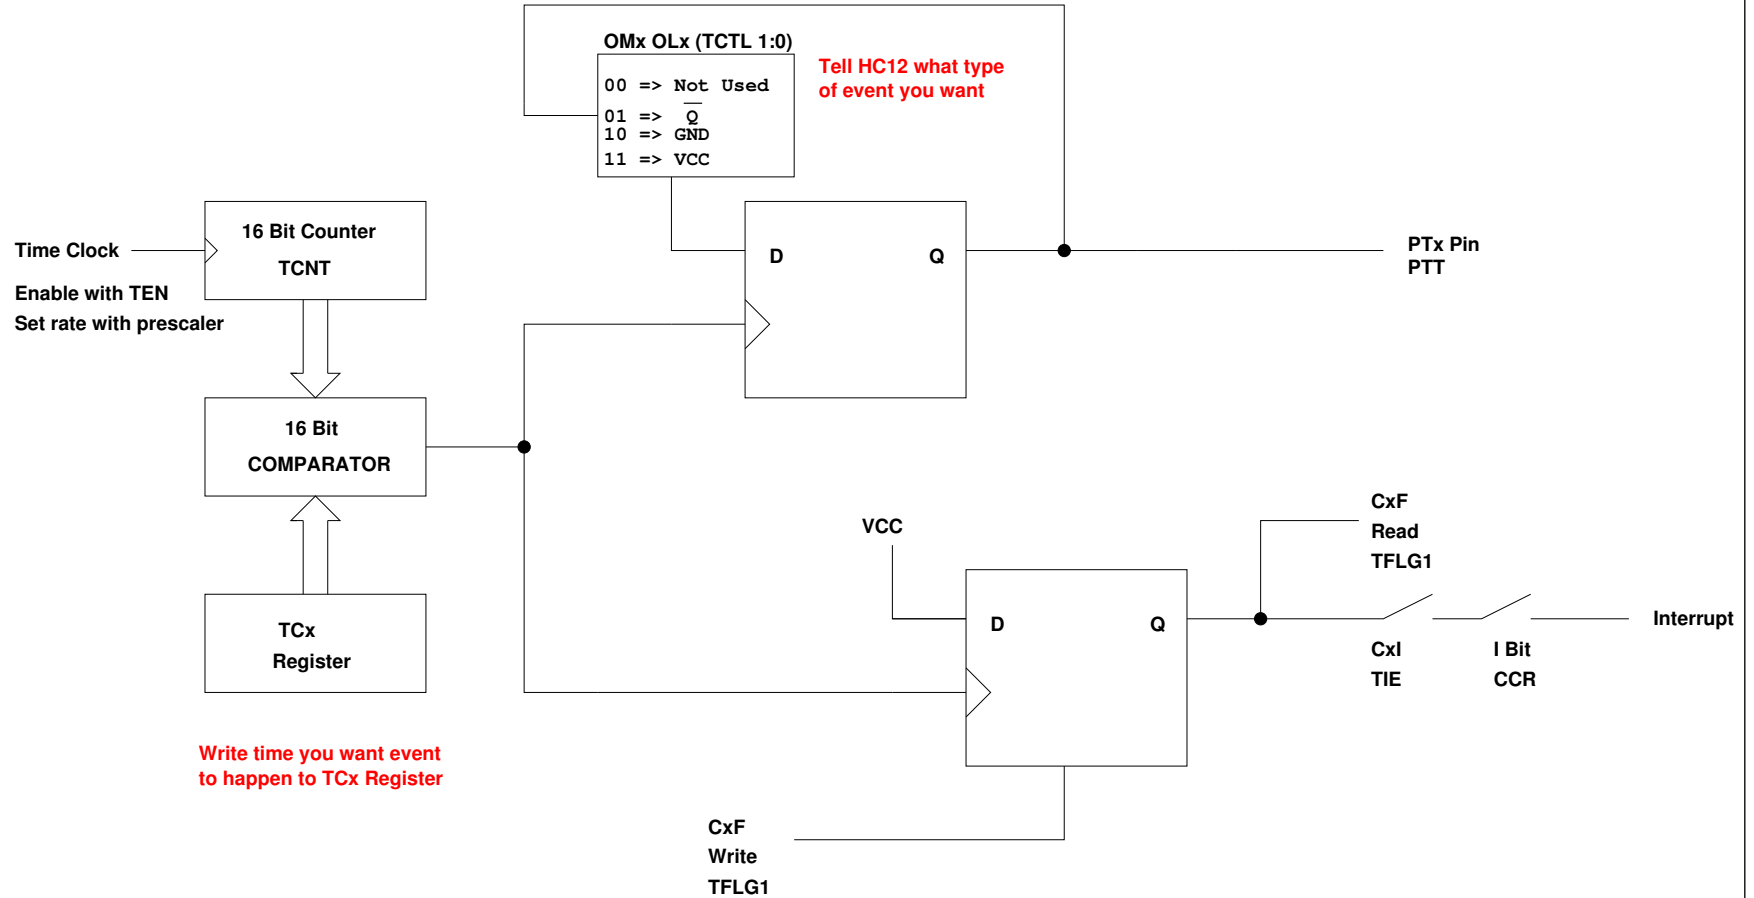 OMx OLx (TCTL 1:0)
00 => Not Used
01 => Q̅
10 => GND
11 => VCC
Tell HC12 what type
of event you want
16 Bit Counter
TCNT
Time Clock
Enable with TEN
Set rate with prescaler
D
Q
PTx Pin
PTT
16 Bit
COMPARATOR
TCx
Register
Write time you want event
to happen to TCx Register
VCC
D
Q
CxF
Read
TFLG1
CxI
TIE
I Bit
CCR
Interrupt
CxF
Write
TFLG1